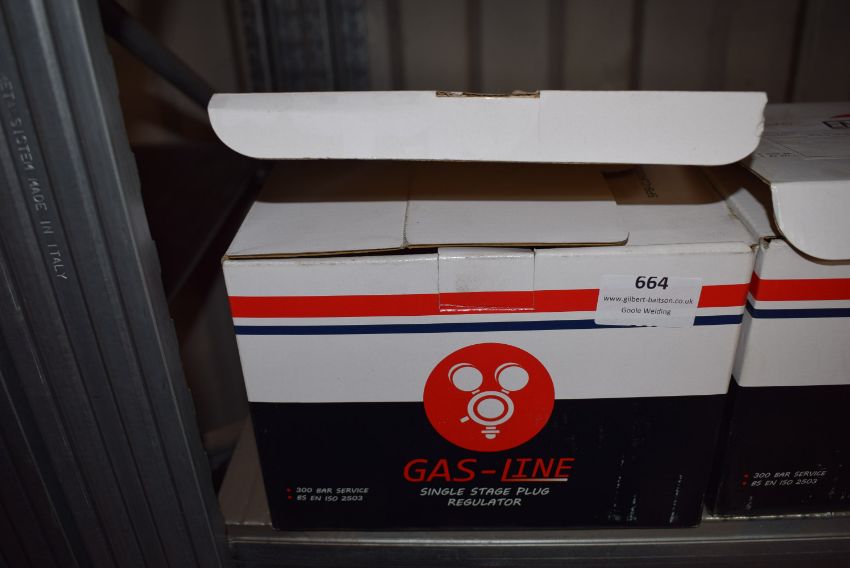 664
www.gilbert-baitson.co.uk
Goole Welding
GAS-LINE
SINGLE STAGE PLUG
REGULATOR
300 BAR SERVICE
BS EN ISO 2503
SYSTEM MADE IN ITALY
300 BAR SERVICE
BS EN ISO 2503